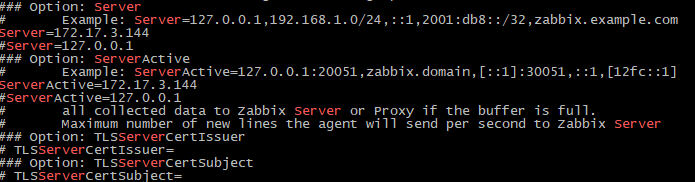 ### Option: Server
#       Example: Server=127.0.0.1,192.168.1.0/24,::1,2001:db8::/32,zabbix.example.com
Server=172.17.3.144
#Server=127.0.0.1
### Option: ServerActive
#       Example: ServerActive=127.0.0.1:20051,zabbix.domain,[::1]:30051,::1,[12fc::1]
ServerActive=172.17.3.144
#ServerActive=127.0.0.1
#       all collected data to Zabbix Server or Proxy if the buffer is full.
#       Maximum number of new lines the agent will send per second to Zabbix Server
### Option: TLSServerCertIssuer
# TLSServerCertIssuer=
### Option: TLSServerCertSubject
# TLSServerCertSubject=